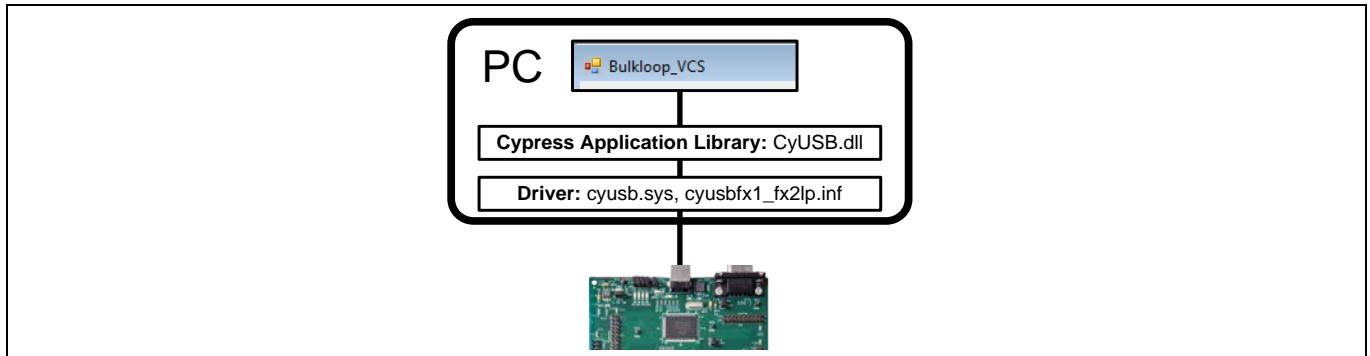 PC
Bulkloop_VCS
Cypress Application Library: CyUSB.dll
Driver: cyusb.sys, cyusbfx1_fx2lp.inf